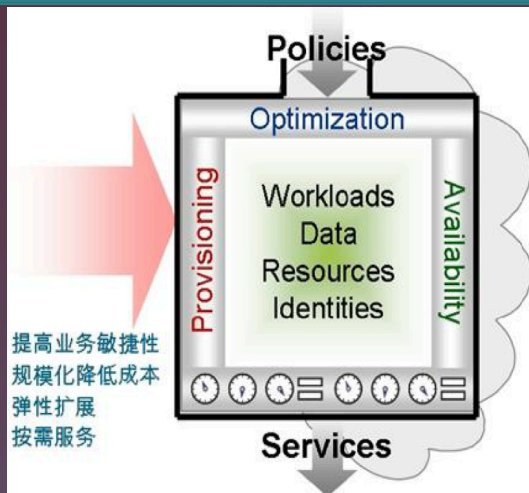 Policies
Optimization
Provisioning
Workloads
Data
Resources
Identities
Availability
提高业务敏捷性
规模化降低成本
弹性扩展
按需服务
Services